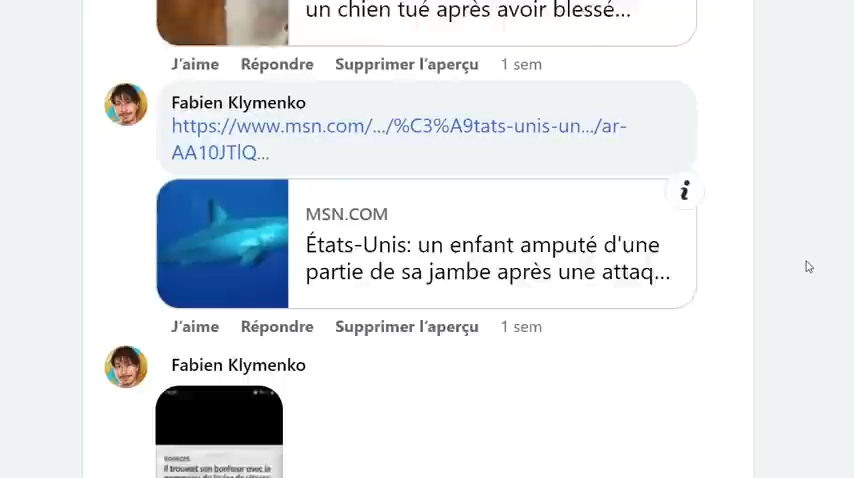 un chien tué après avoir blessé...
J'aime Répondre Supprimer l'aperçu 1 sem
Fabien Klymenko
https://www.msn.com/.../%C3%A9tats-unis-un.../ar-
AA10JTlQ...
MSN.COM
États-Unis: un enfant amputé d'une
partie de sa jambe après une attaq...
J'aime Répondre Supprimer l'aperçu 1 sem
Fabien Klymenko
SOURCES
Il trouvait son bonheur avec le